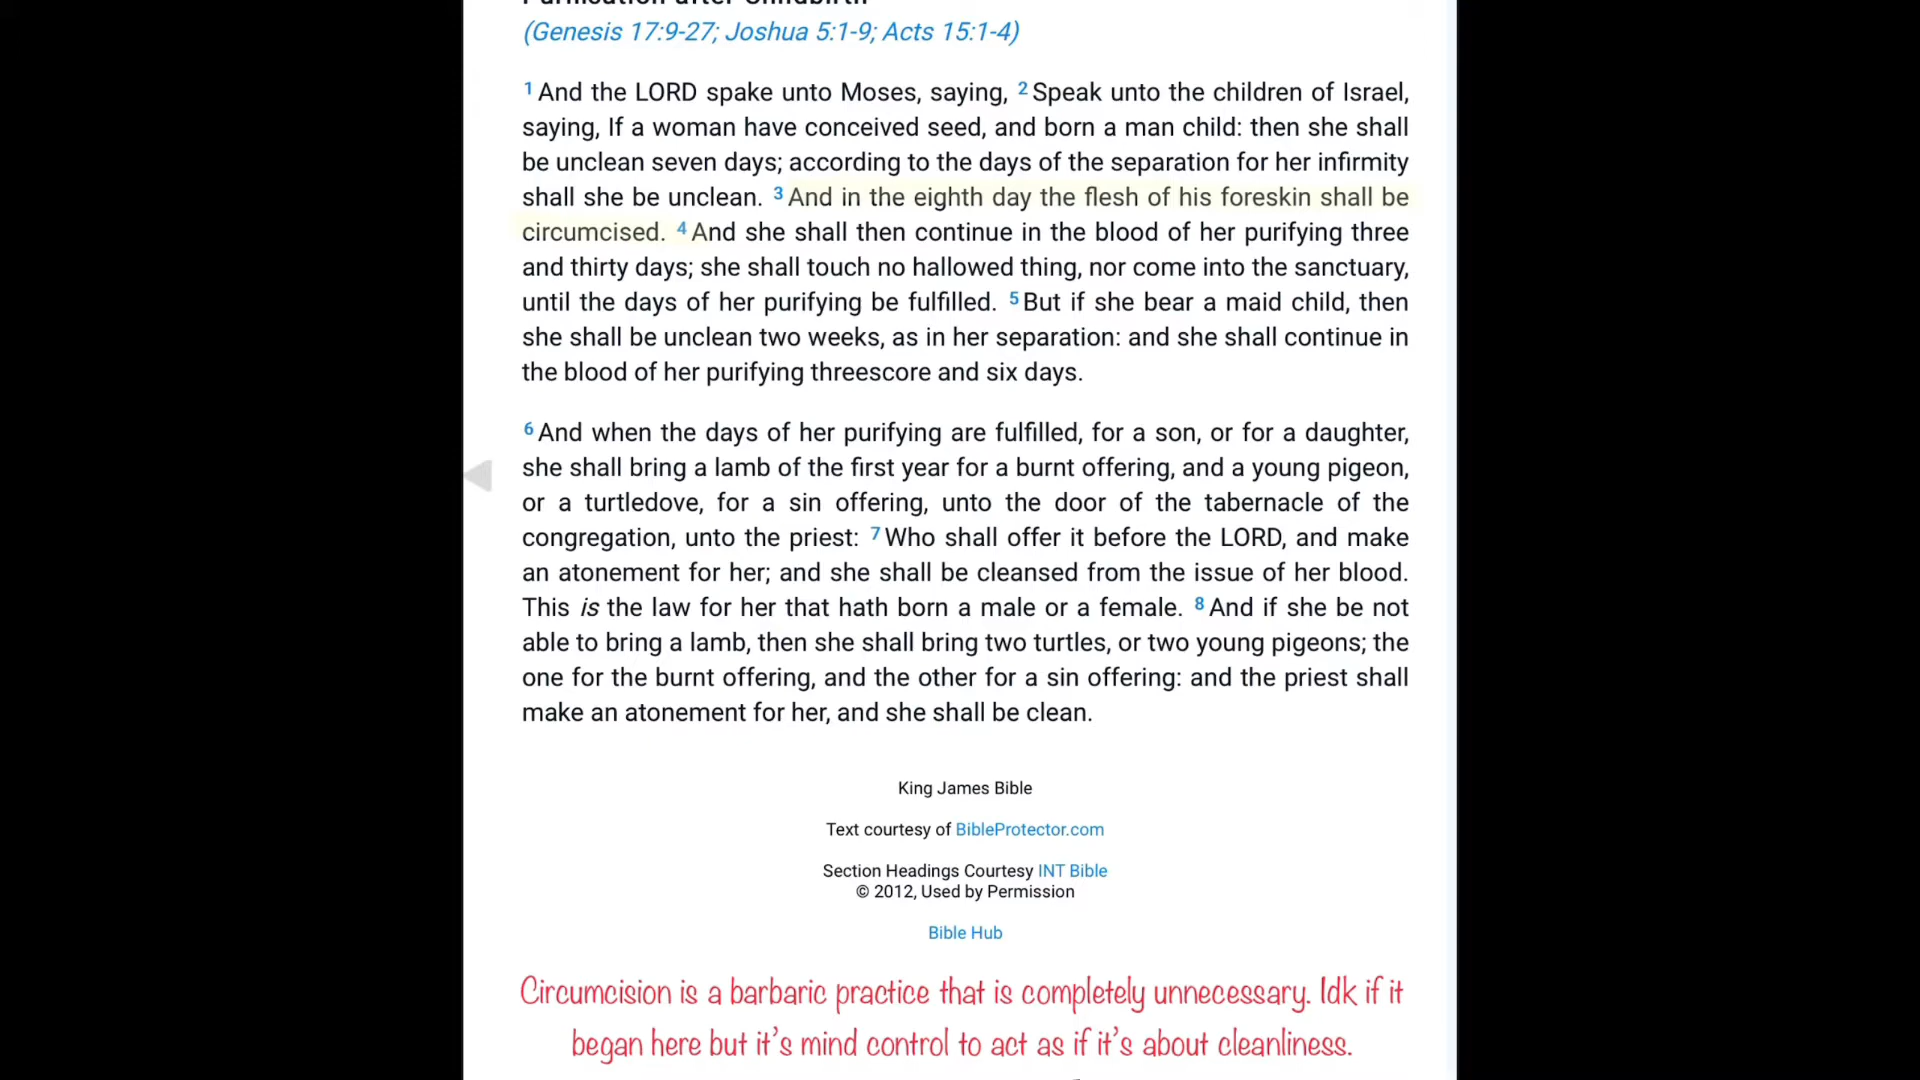 Purification after Childbirth
(Genesis 17:9-27; Joshua 5:1-9; Acts 15:1-4)
1 And the LORD spake unto Moses, saying, 2 Speak unto the children of Israel,
saying, If a woman have conceived seed, and born a man child: then she shall
be unclean seven days; according to the days of the separation for her infirmity
shall she be unclean. 3 And in the eighth day the flesh of his foreskin shall be
circumcised. 4 And she shall then continue in the blood of her purifying three
and thirty days; she shall touch no hallowed thing, nor come into the sanctuary,
until the days of her purifying be fulfilled. 5 But if she bear a maid child, then
she shall be unclean two weeks, as in her separation: and she shall continue in
the blood of her purifying threescore and six days.
6 And when the days of her purifying are fulfilled, for a son, or for a daughter,
she shall bring a lamb of the first year for a burnt offering, and a young pigeon,
or a turtledove, for a sin offering, unto the door of the tabernacle of the
congregation, unto the priest: 7 Who shall offer it before the LORD, and make
an atonement for her; and she shall be cleansed from the issue of her blood.
This is the law for her that hath born a male or a female. 8 And if she be not
able to bring a lamb, then she shall bring two turtles, or two young pigeons; the
one for the burnt offering, and the other for a sin offering: and the priest shall
make an atonement for her, and she shall be clean.
King James Bible
Text courtesy of BibleProtector.com
Section Headings Courtesy INT Bible
© 2012, Used by Permission
Bible Hub
Circumcision is a barbaric practice that is completely unnecessary. Idk if it
began here but it's mind control to act as if it's about cleanliness.